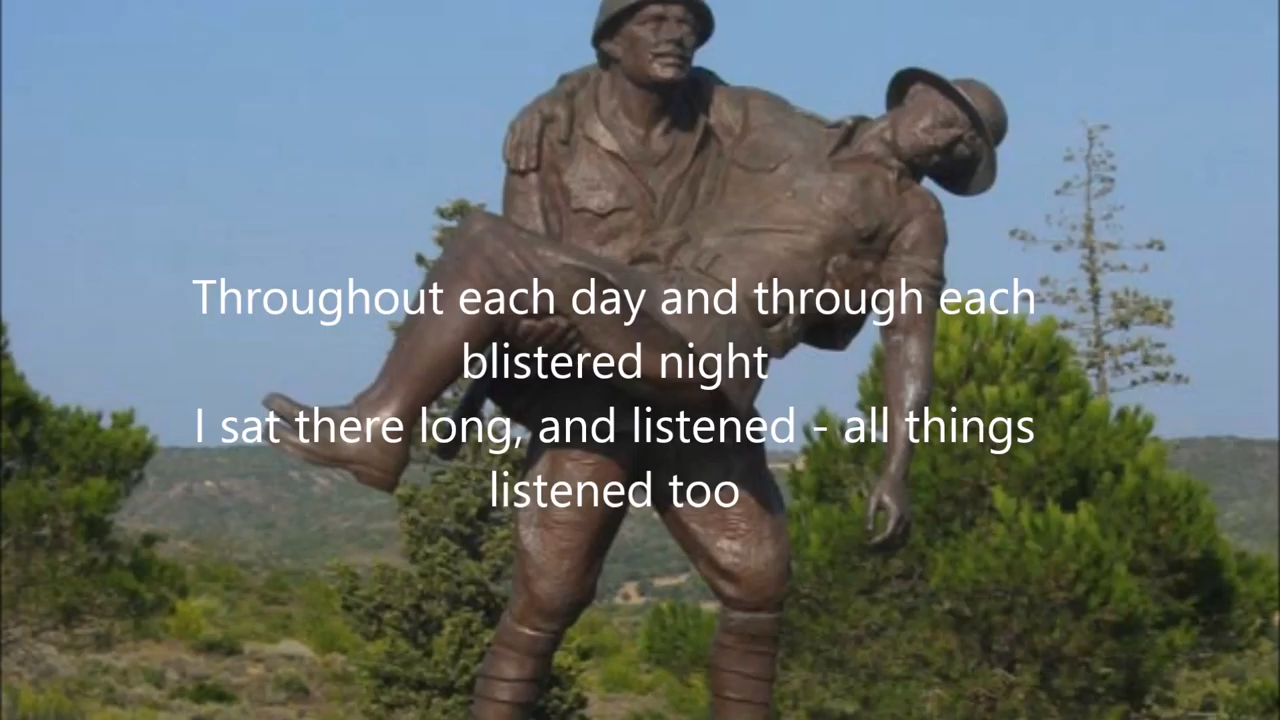 Throughout each day and through each
blistered night
I sat there long, and listened - all things
listened too